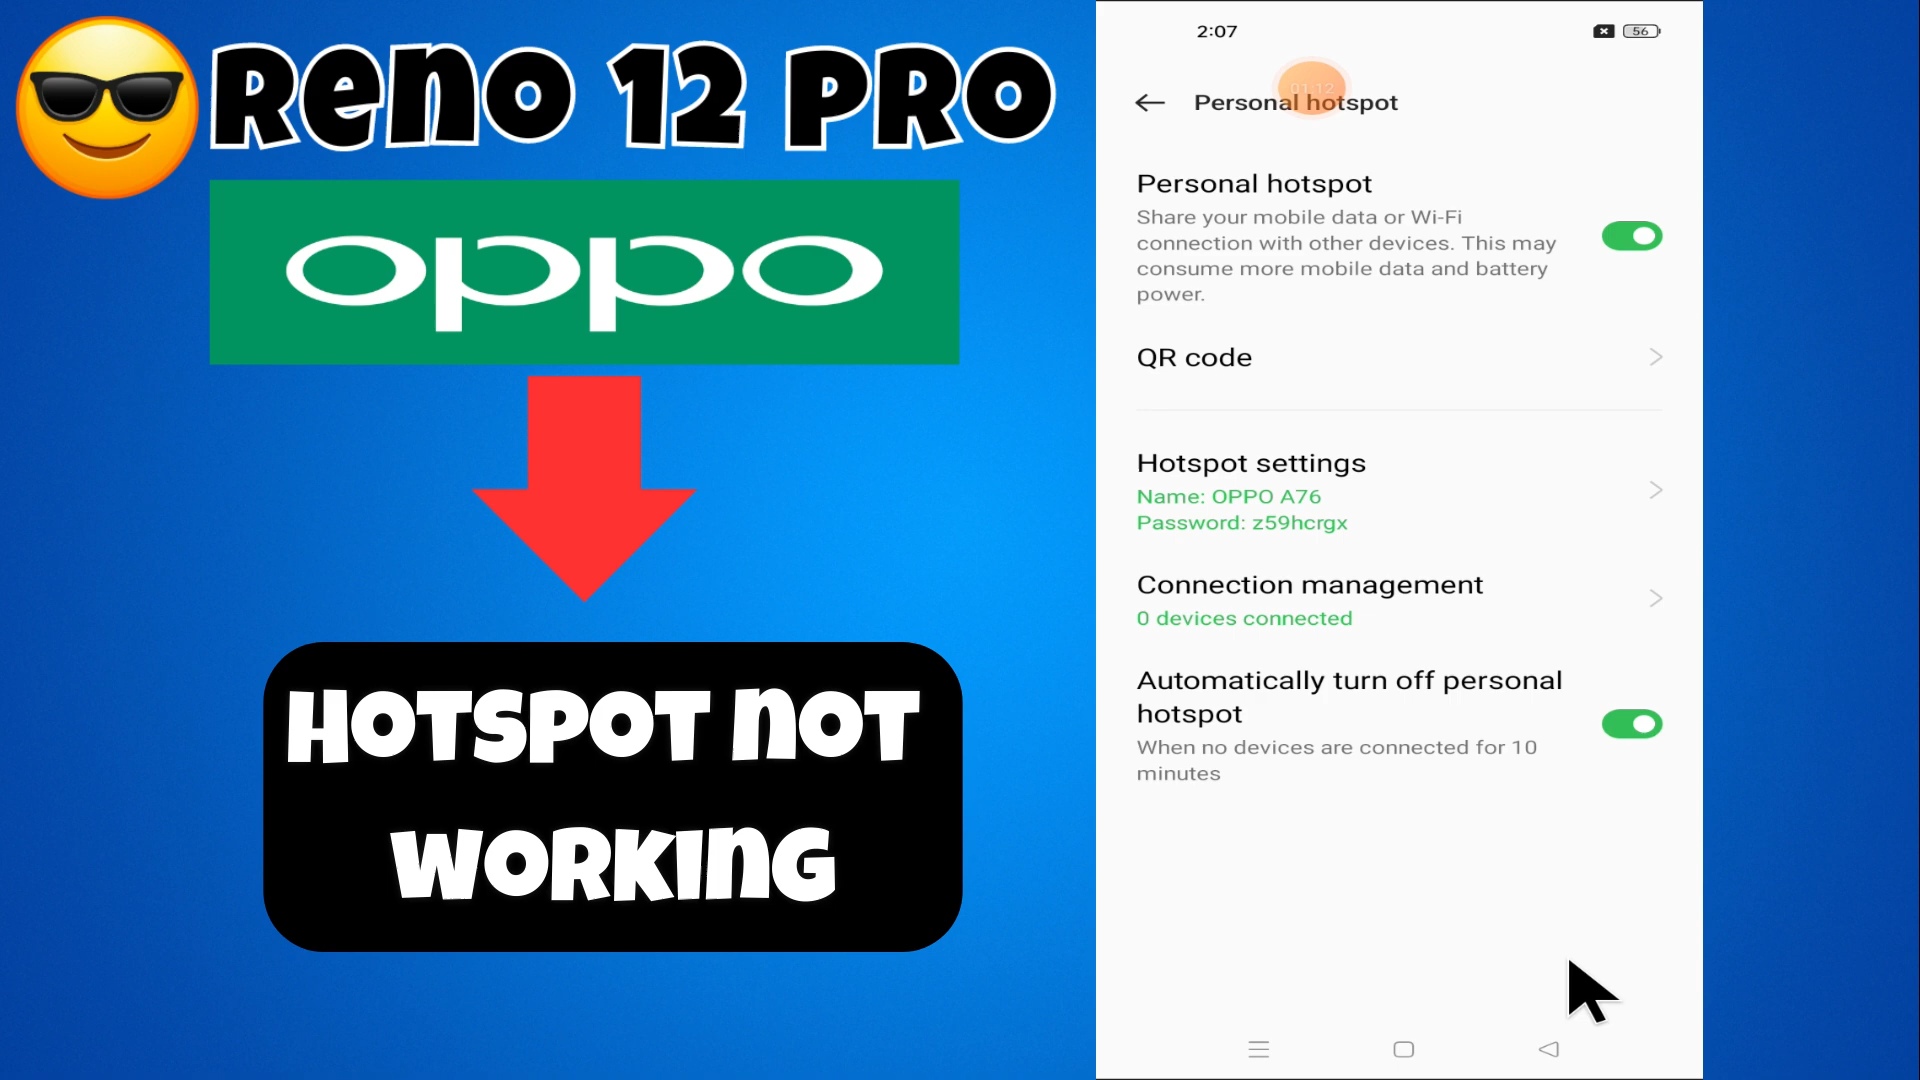 Reno 12 PRO
oppo
HOTSPOT NOT
WORKING
2:07
56
01:12
Personal hotspot
Personal hotspot
Share your mobile data or Wi-Fi
connection with other devices. This may
consume more mobile data and battery
power.
QR code
Hotspot settings
Name: OPPO A76
Password: z59hcrgx
Connection management
0 devices connected
Automatically turn off personal
hotspot
When no devices are connected for 10
minutes